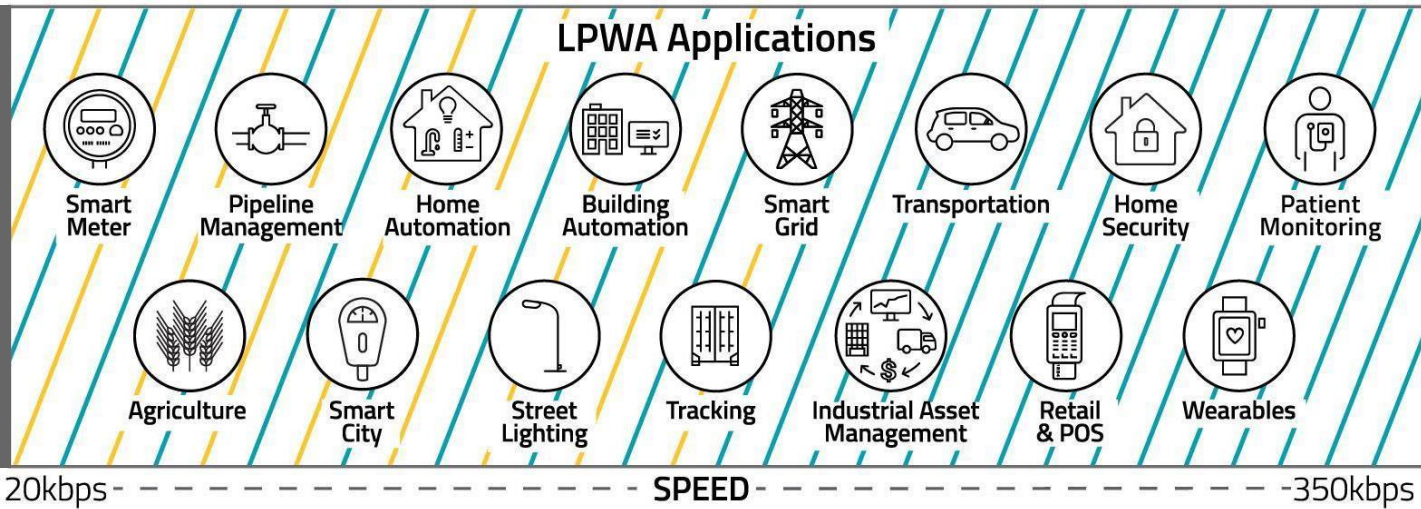 LPWA Applications
Smart
Meter
Pipeline
Management
Home
Automation
Building
Automation
Smart
Grid
Transportation
Home
Security
Patient
Monitoring
Agriculture
Smart
City
Street
Lighting
Tracking
Industrial Asset
Management
Retail
& POS
Wearables
20kbps SPEED 350kbps